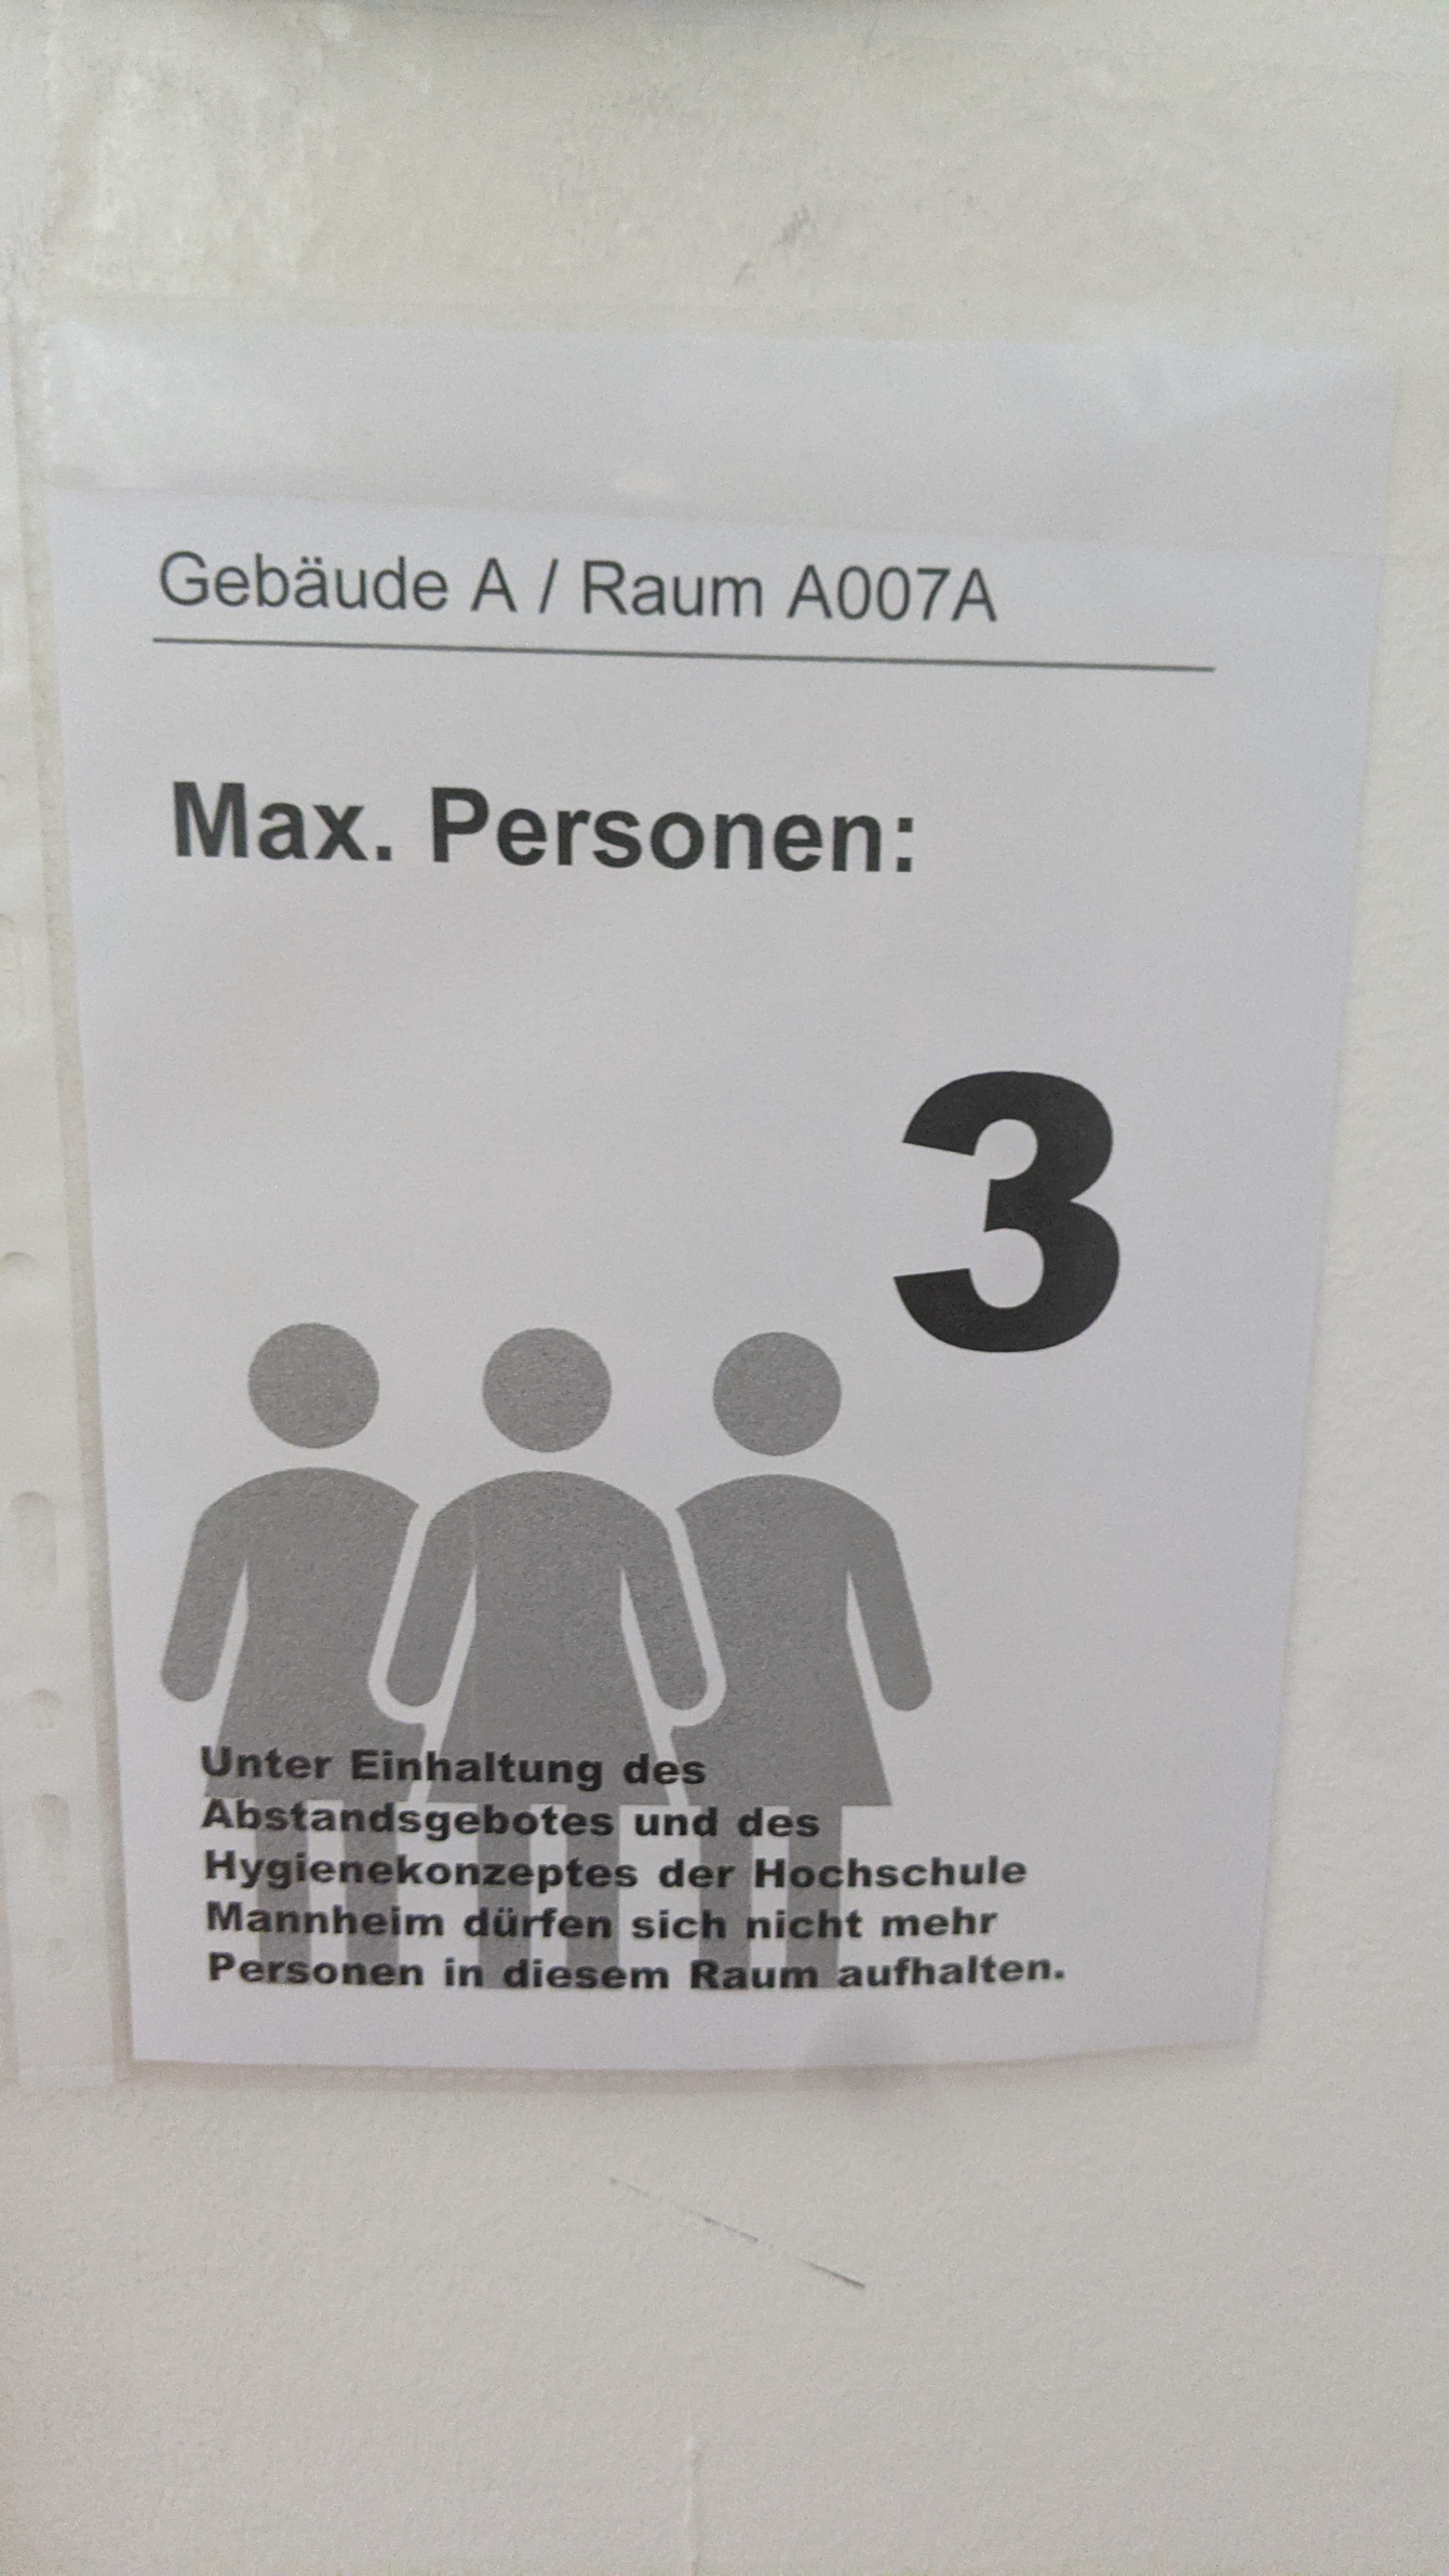 Gebäude A / Raum A007A
Max. Personen:
3
Unter Einhaltung des
Abstandsgebotes und des
Hygienekonzeptes der Hochschule
Mannheim dürfen sich nicht mehr
Personen in diesem Raum aufhalten.